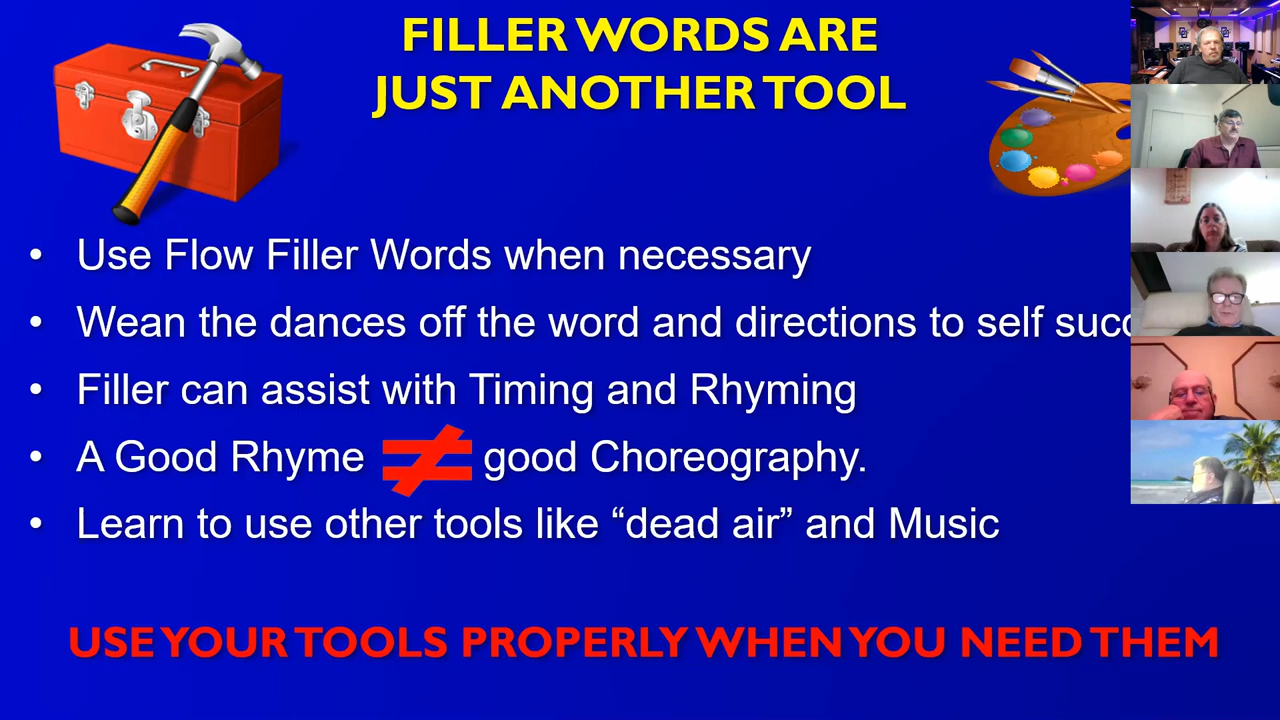 FILLER WORDS ARE
JUST ANOTHER TOOL
• Use Flow Filler Words when necessary
• Wean the dances off the word and directions to self
• Filler can assist with Timing and Rhyming
• A Good Rhyme ≠ good Choreography.
• Learn to use other tools like “dead air” and Music
USE YOUR TOOLS PROPERLY WHEN YOU NEED THEM